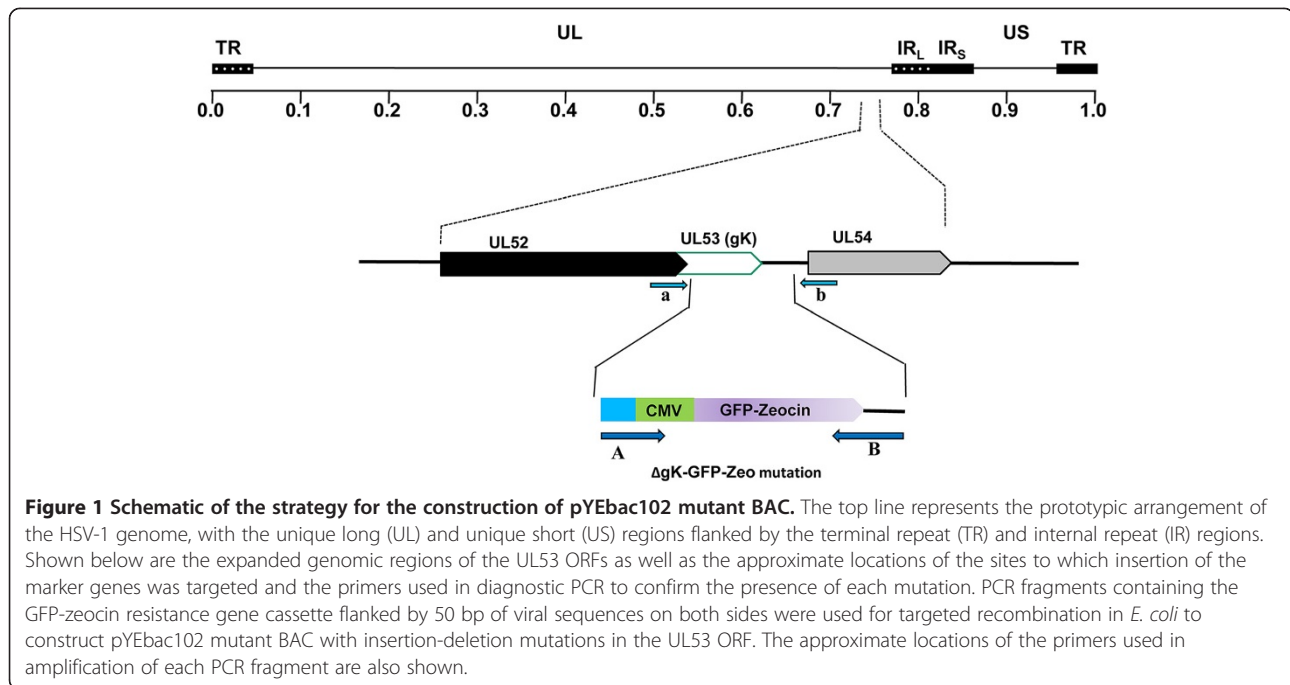 TR UL IR_L IR_S US TR
0.0 0.1 0.2 0.3 0.4 0.5 0.6 0.7 0.8 0.9 1.0
UL52 UL53 (gK) UL54
a b
CMV GFP-Zeocin
A B
ΔgK-GFP-Zeo mutation
Figure 1 Schematic of the strategy for the construction of pYEbac102 mutant BAC. The top line represents the prototypic arrangement of
the HSV-1 genome, with the unique long (UL) and unique short (US) regions flanked by the terminal repeat (TR) and internal repeat (IR) regions.
Shown below are the expanded genomic regions of the UL53 ORFs as well as the approximate locations of the sites to which insertion of the
marker genes was targeted and the primers used in diagnostic PCR to confirm the presence of each mutation. PCR fragments containing the
GFP-zeocin resistance gene cassette flanked by 50 bp of viral sequences on both sides were used for targeted recombination in E. coli to
construct pYEbac102 mutant BAC with insertion-deletion mutations in the UL53 ORF. The approximate locations of the primers used in
amplification of each PCR fragment are also shown.